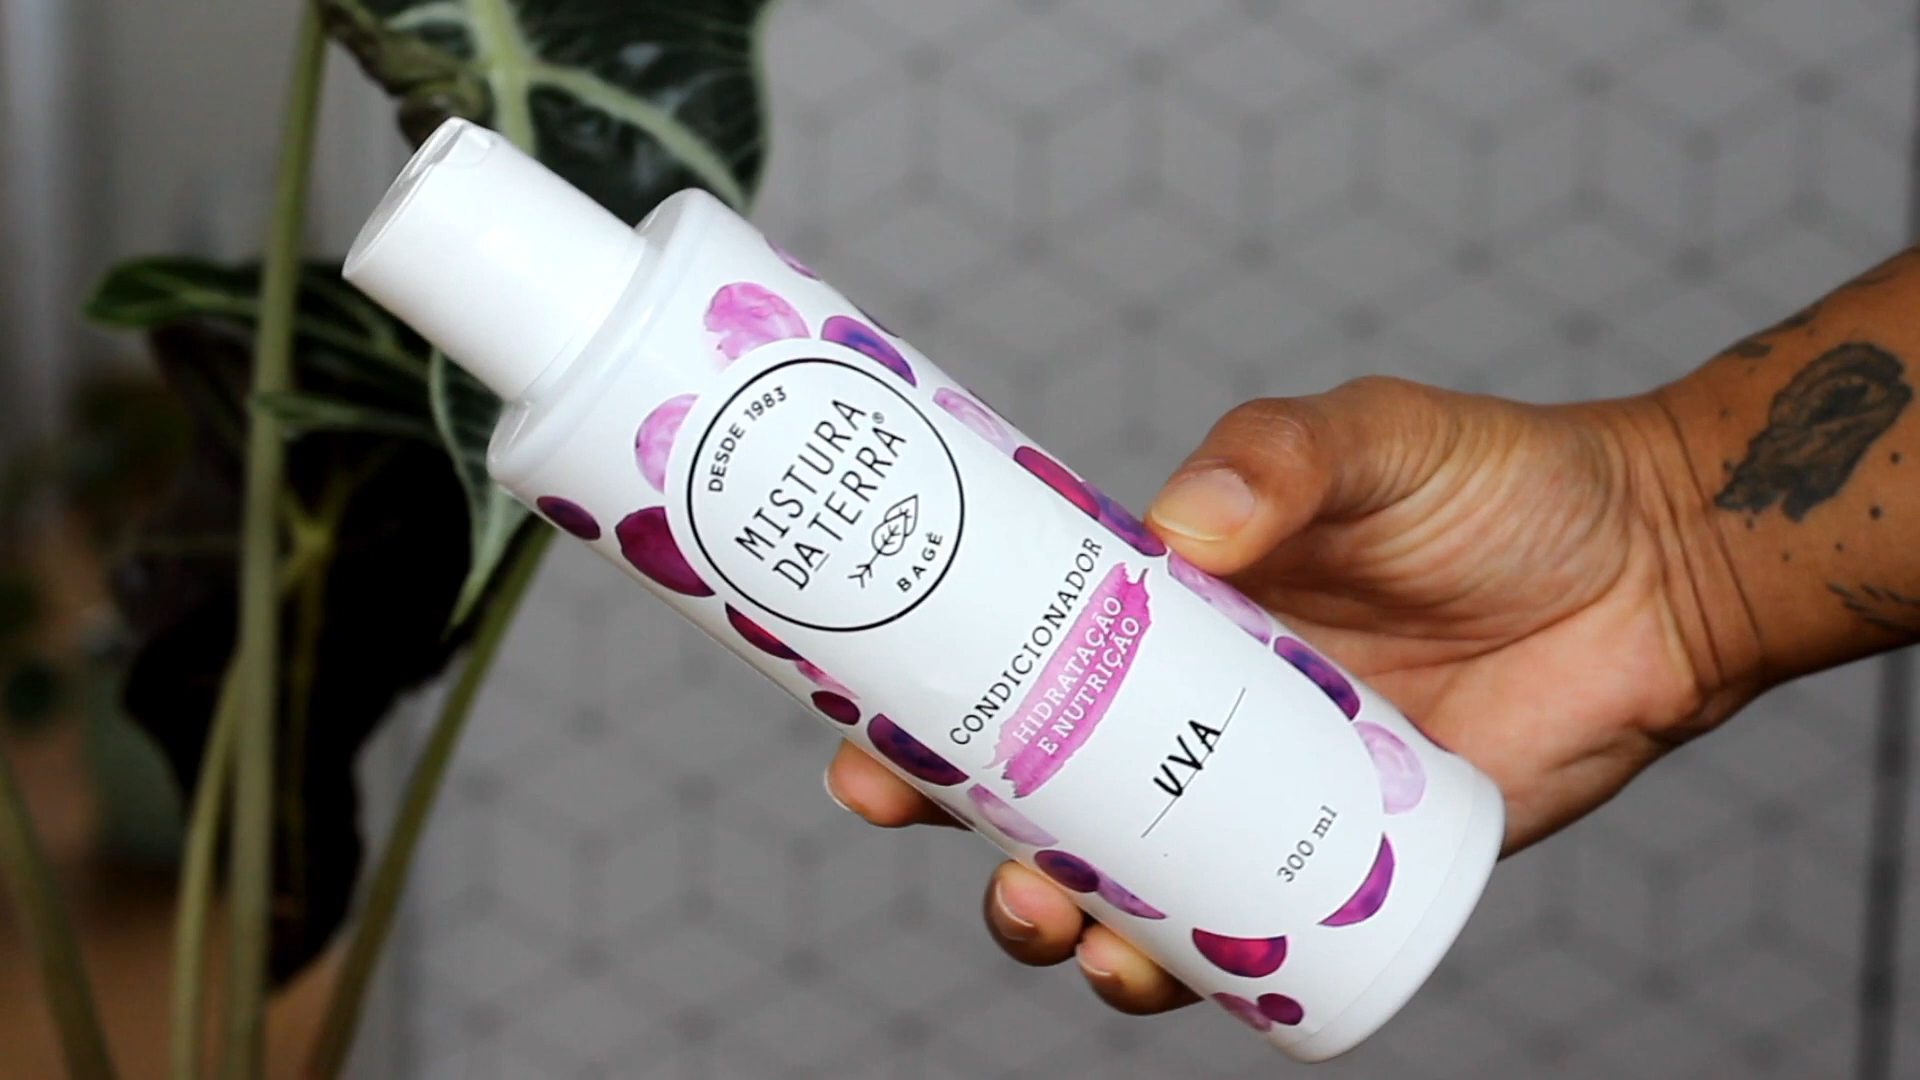 DESDE 1983
MISTURA
DA TERRA®
BAGÉ
CONDICIONADOR
HIDRATAÇÃO
E NUTRIÇÃO
UVA
300 ml